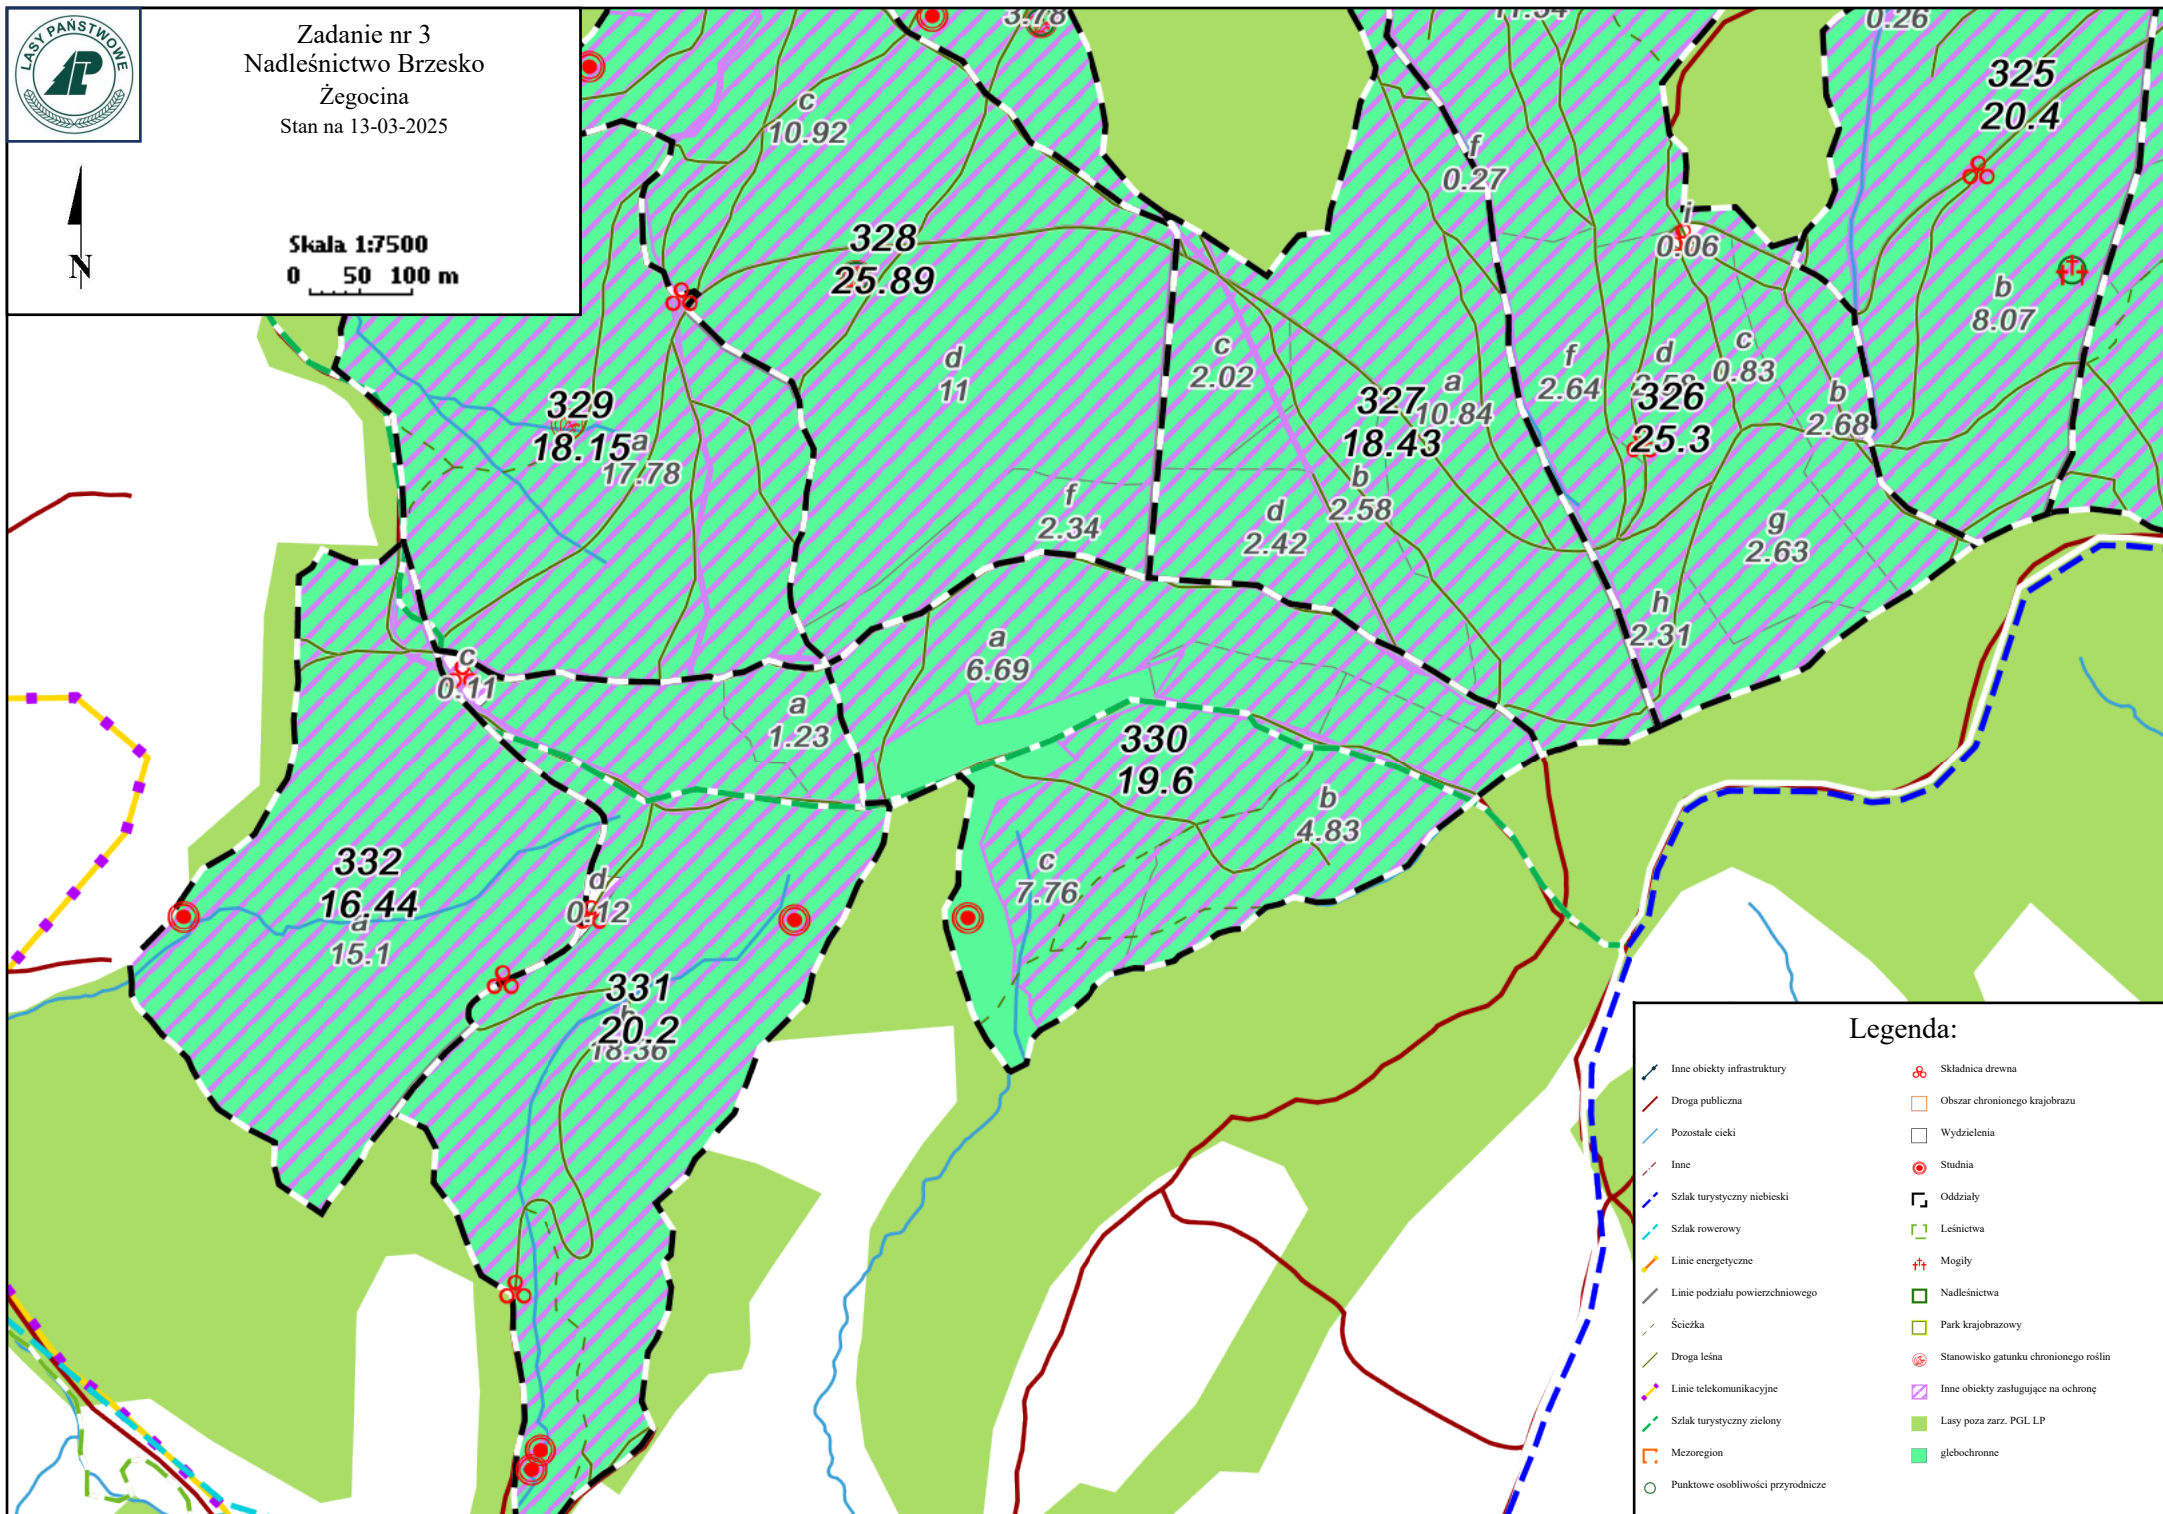 LASY PAŃSTWOWE
Zadanie nr 3
Nadleśnictwo Brzesko
Żegocina
Stan na 13-03-2025
N
Skala 1:7500
0 50 100 m
3.78
11.34
0.26
c
10.92
325
20.4
f
0.27
328
25.89
i
0.06
b
8.07
d
11
c
2.02
327
18.43
a
10.84
f
2.64
d
326
25.3
c
0.83
b
2.68
329
18.15
a
17.78
f
2.34
d
2.42
b
2.58
g
2.63
h
2.31
c
0.11
a
6.69
a
1.23
330
19.6
b
4.83
332
16.44
a
15.1
d
0.12
c
7.76
331
20.2
b
18.36
Legenda:
Inne obiekty infrastruktury
Droga publiczna
Pozostałe cieki
Inne
Szlak turystyczny niebieski
Szlak rowerowy
Linie energetyczne
Linie podziału powierzchniowego
Ścieżka
Droga leśna
Linie telekomunikacyjne
Szlak turystyczny zielony
Mezoregion
Punktowe osobliwości przyrodnicze
Składnica drewna
Obszar chronionego krajobrazu
Wydzielenia
Studnia
Oddziały
Leśnictwa
Mogiły
Nadleśnictwa
Park krajobrazowy
Stanowisko gatunku chronionego roślin
Inne obiekty zasługujące na ochronę
Lasy poza zarz. PGL LP
glebochronne